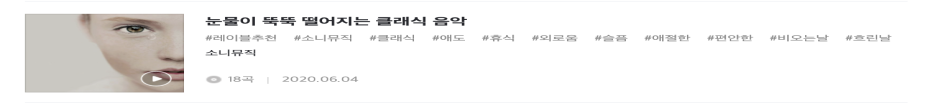 눈물이 뚝뚝 떨어지는 클래식 음악
#레이블추천 #소니뮤직 #클래식 #애도 #휴식 #외로움 #슬픔 #애절한 #편안한 #비오는날 #흐린날
소니뮤직
18곡 | 2020.06.04